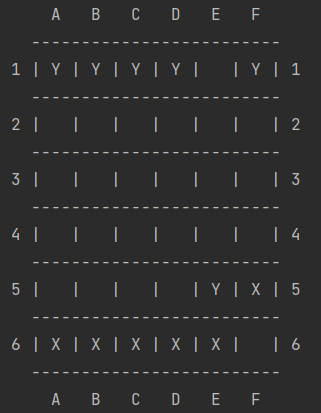 A B C D E F
-------------------------
1 | Y | Y | Y | Y |   | Y | 1
-------------------------
2 |   |   |   |   |   |   | 2
-------------------------
3 |   |   |   |   |   |   | 3
-------------------------
4 |   |   |   |   |   |   | 4
-------------------------
5 |   |   |   |   | Y | X | 5
-------------------------
6 | X | X | X | X | X |   | 6
-------------------------
A B C D E F